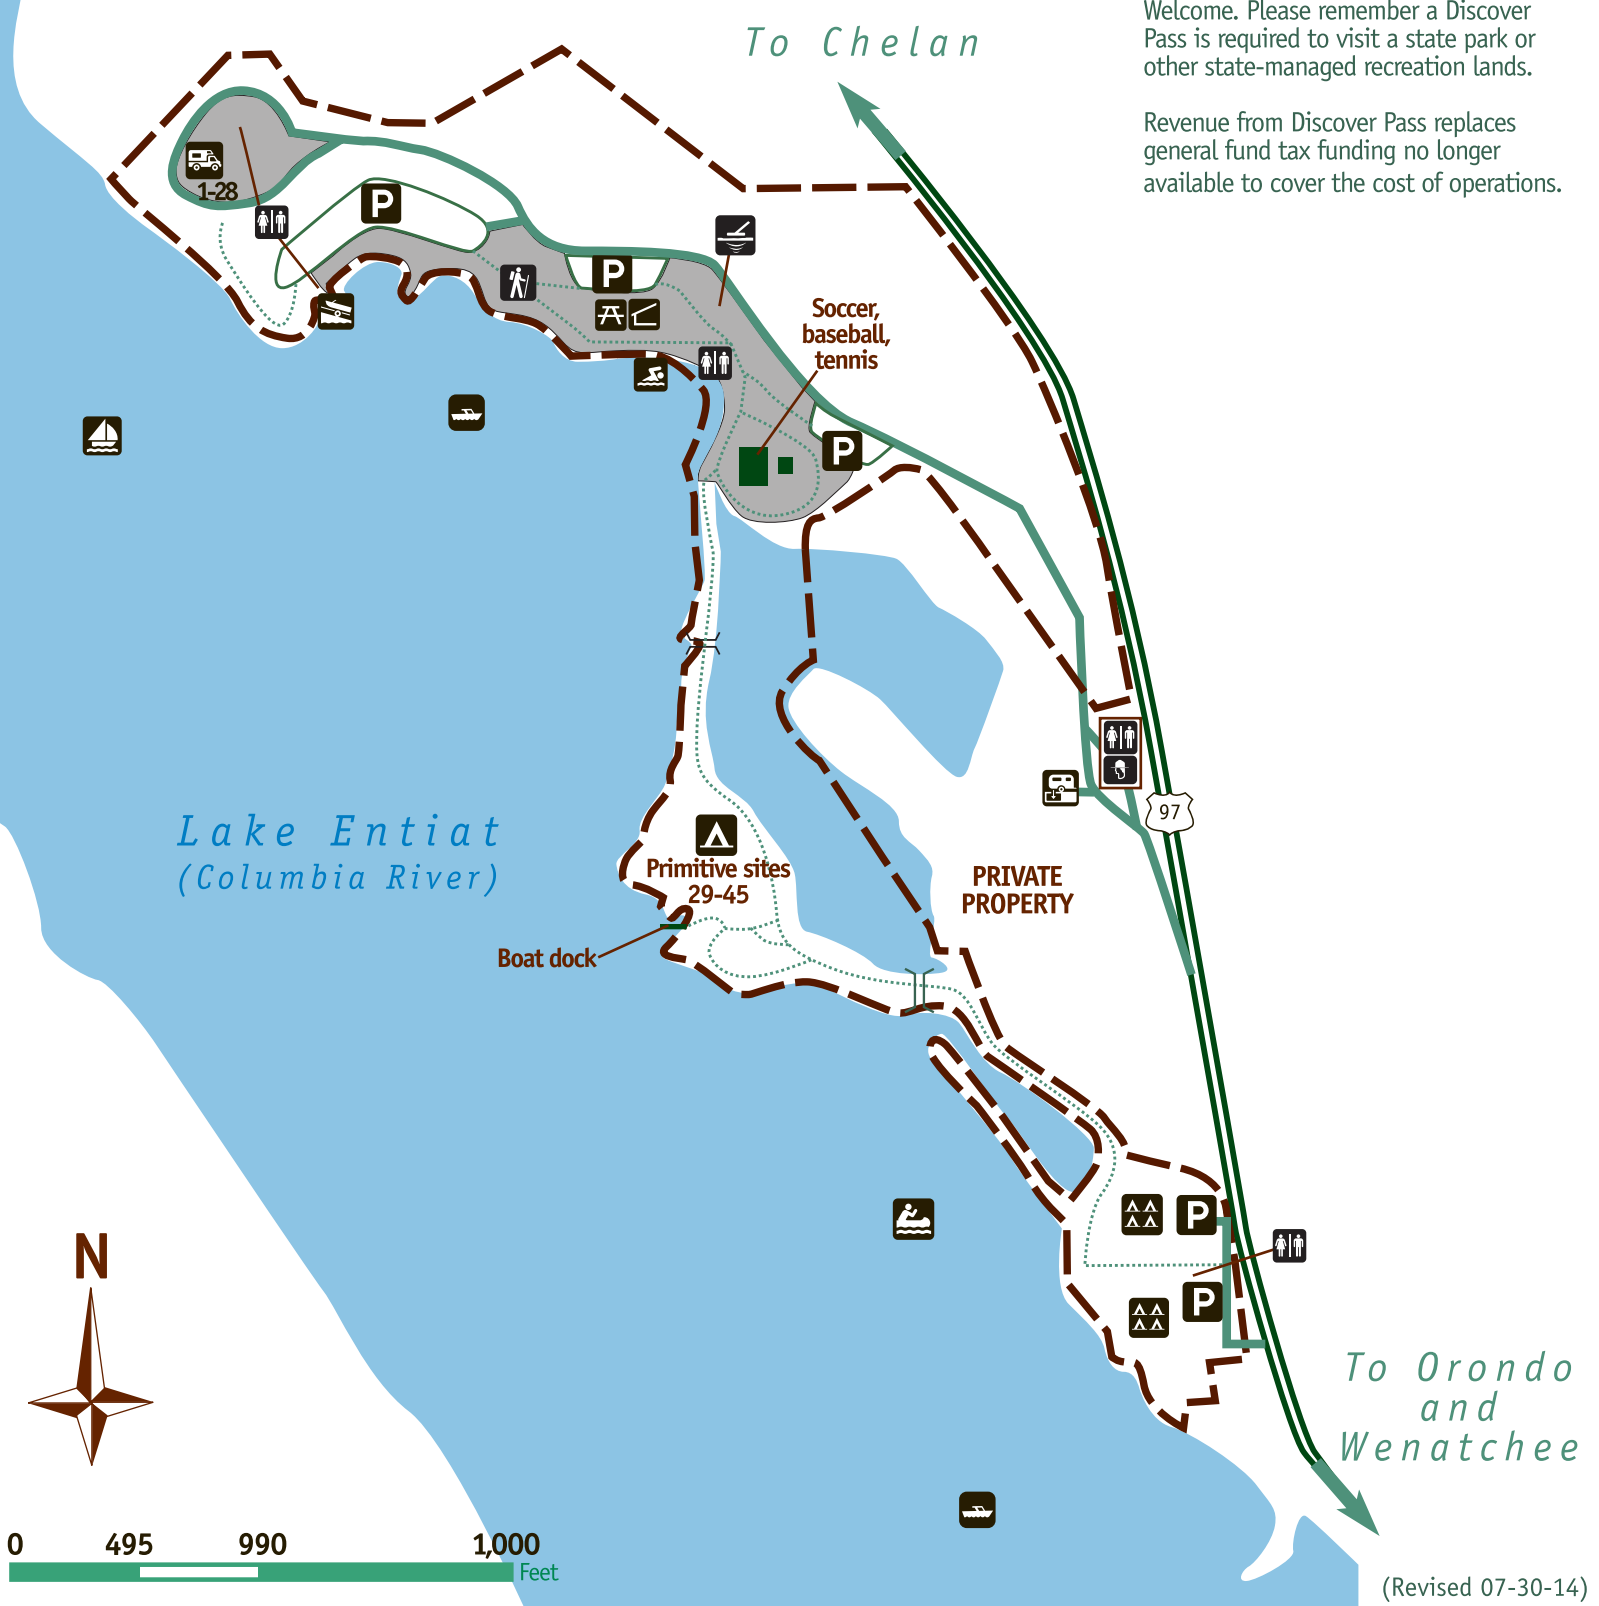 Welcome. Please remember a Discover
Pass is required to visit a state park or
other state-managed recreation lands.
Revenue from Discover Pass replaces
general fund tax funding no longer
available to cover the cost of operations.
To Chelan
1-28
P
P
Soccer,
baseball,
tennis
P
97
Lake Entiat
(Columbia River)
Primitive sites
29-45
PRIVATE
PROPERTY
Boat dock
P
P
N
To Orondo
and
Wenatchee
0 495 990 1,000
Feet
(Revised 07-30-14)